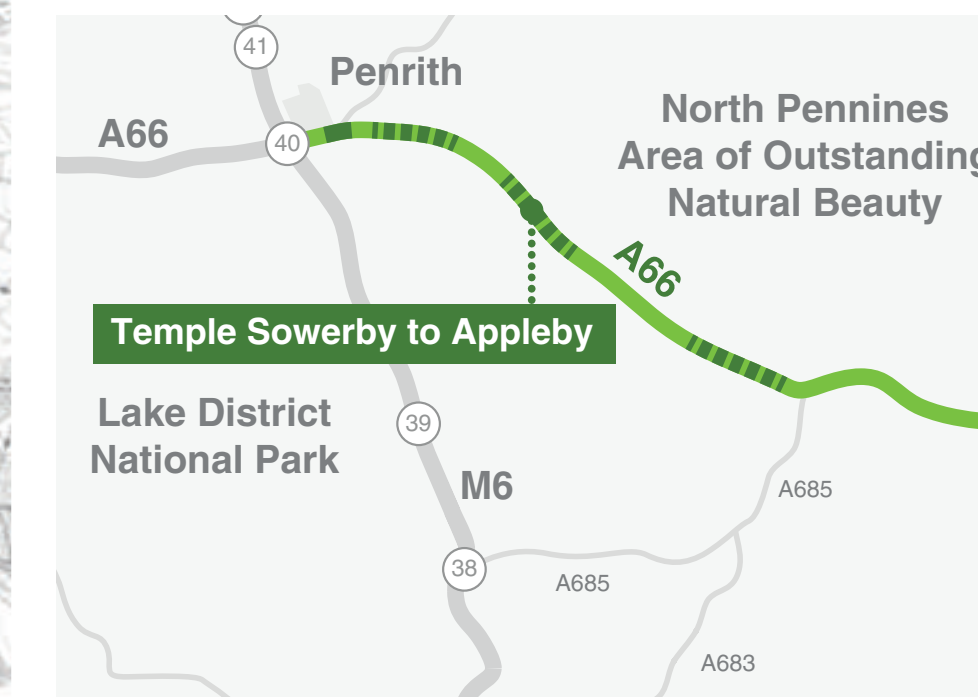 41
Penrith
A66
40
North Pennines
Area of Outstanding
Natural Beauty
A66
Temple Sowerby to Appleby
Lake District
National Park
39
M6
A685
38
A685
A683